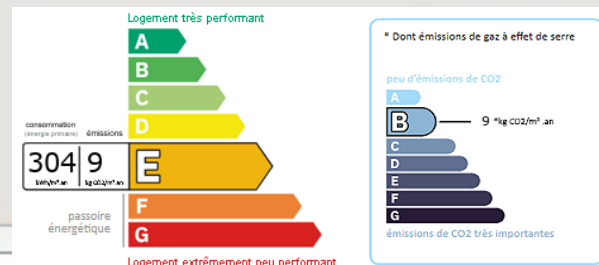 Logement très performant
A
B
C
consommation
(énergie primaire) émissions
D
304 9
kWh/m².an kg CO2/m².an
E
passoire
énergétique
F
G
Logement extrêmement peu performant
* Dont émissions de gaz à effet de serre
peu d'émissions de CO2
A
B 9 *kg CO2/m² .an
C
D
E
F
G
émissions de CO2 très importantes